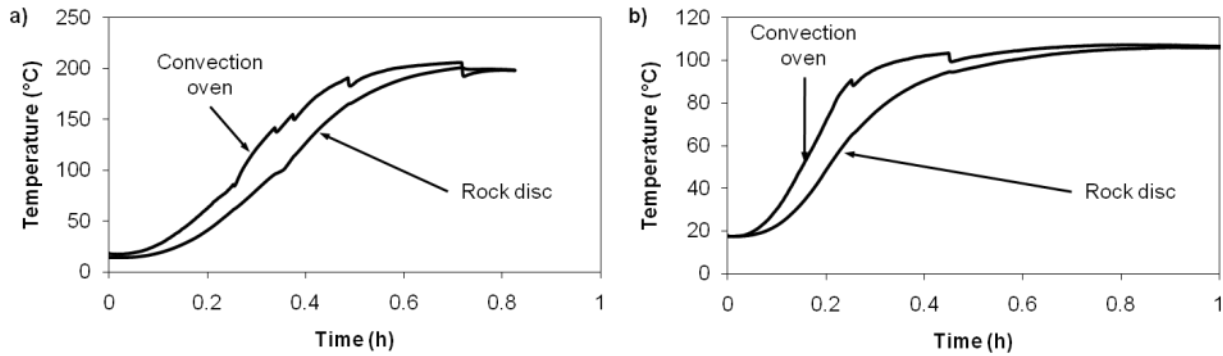 a)
250
200
150
100
50
0
Temperature (°C)
Convection
oven
Rock disc
0 0.2 0.4 0.6 0.8 1
Time (h)
b)
120
100
80
60
40
20
0
Temperature (°C)
Convection
oven
Rock disc
0 0.2 0.4 0.6 0.8 1
Time (h)